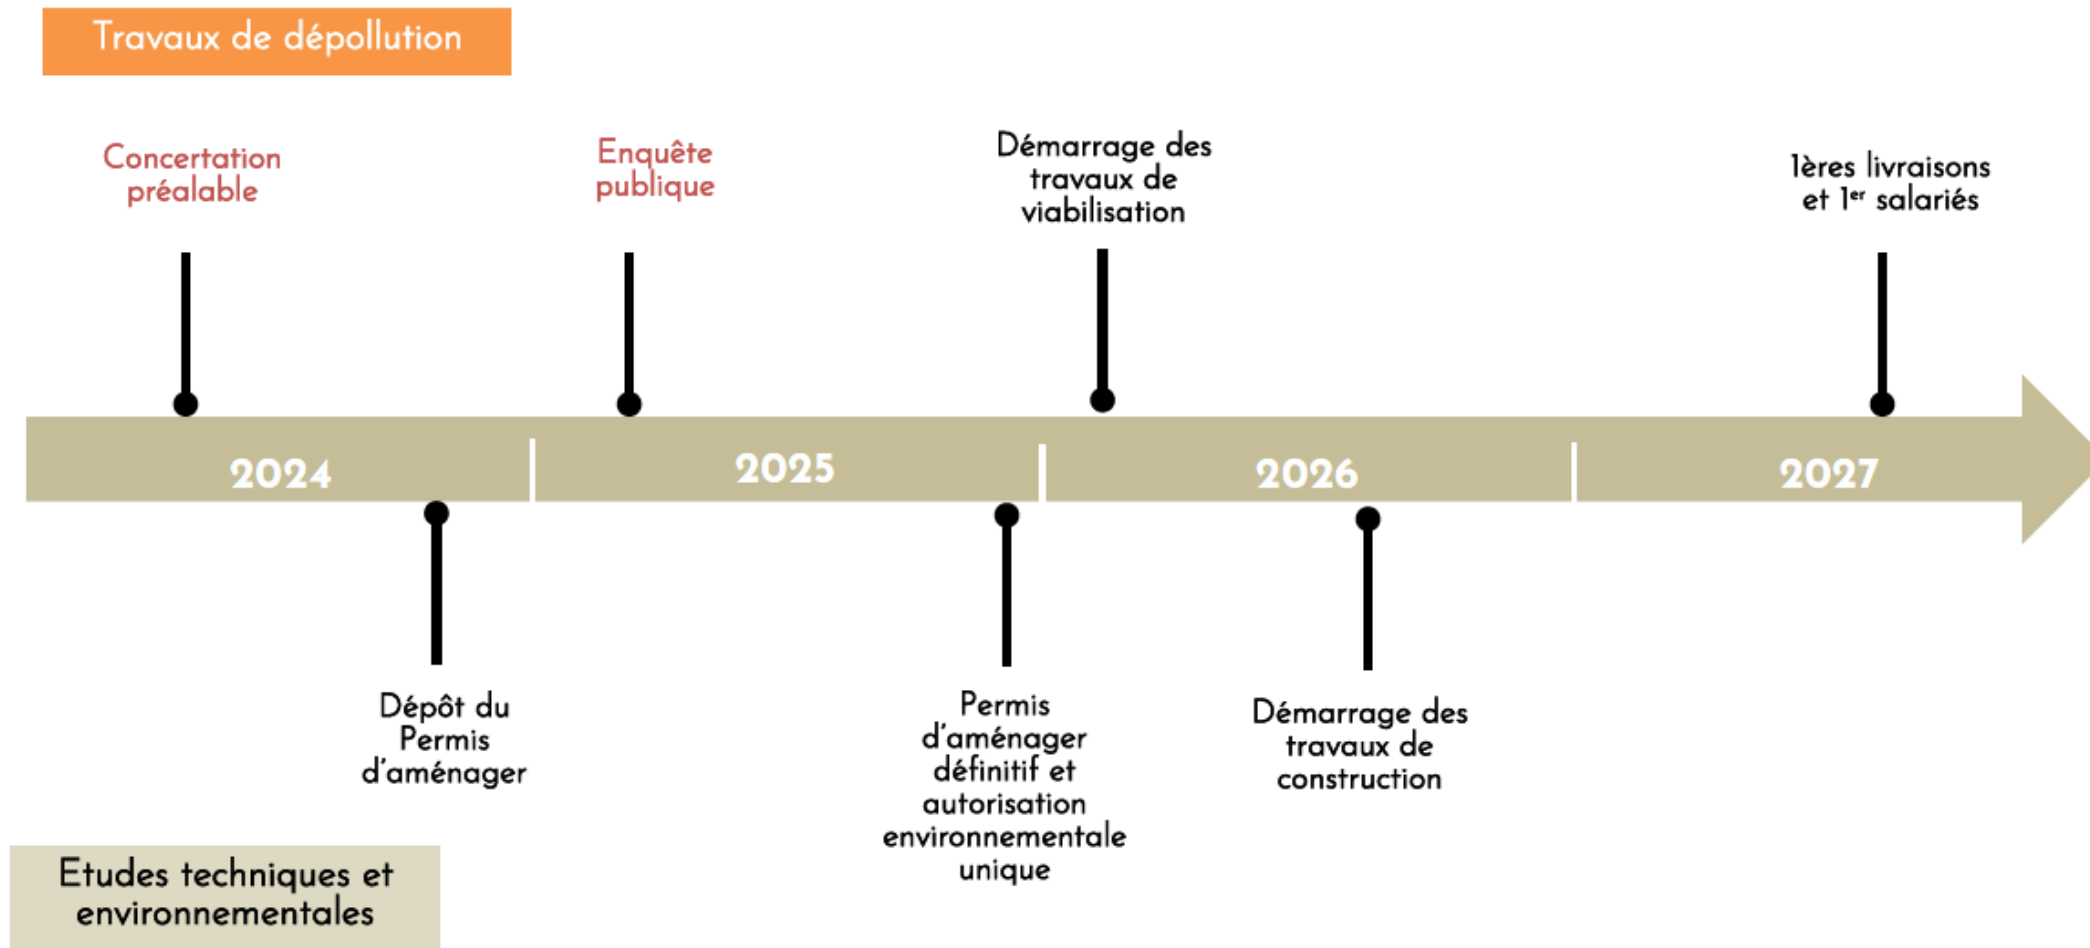 Travaux de dépollution
Concertation
préalable
Enquête
publique
Démarrage des
travaux de
viabilisation
1ères livraisons
et 1er salariés
2024
2025
2026
2027
Dépôt du
Permis
d'aménager
Permis
d'aménager
définitif et
autorisation
environnementale
unique
Démarrage des
travaux de
construction
Etudes techniques et
environnementales